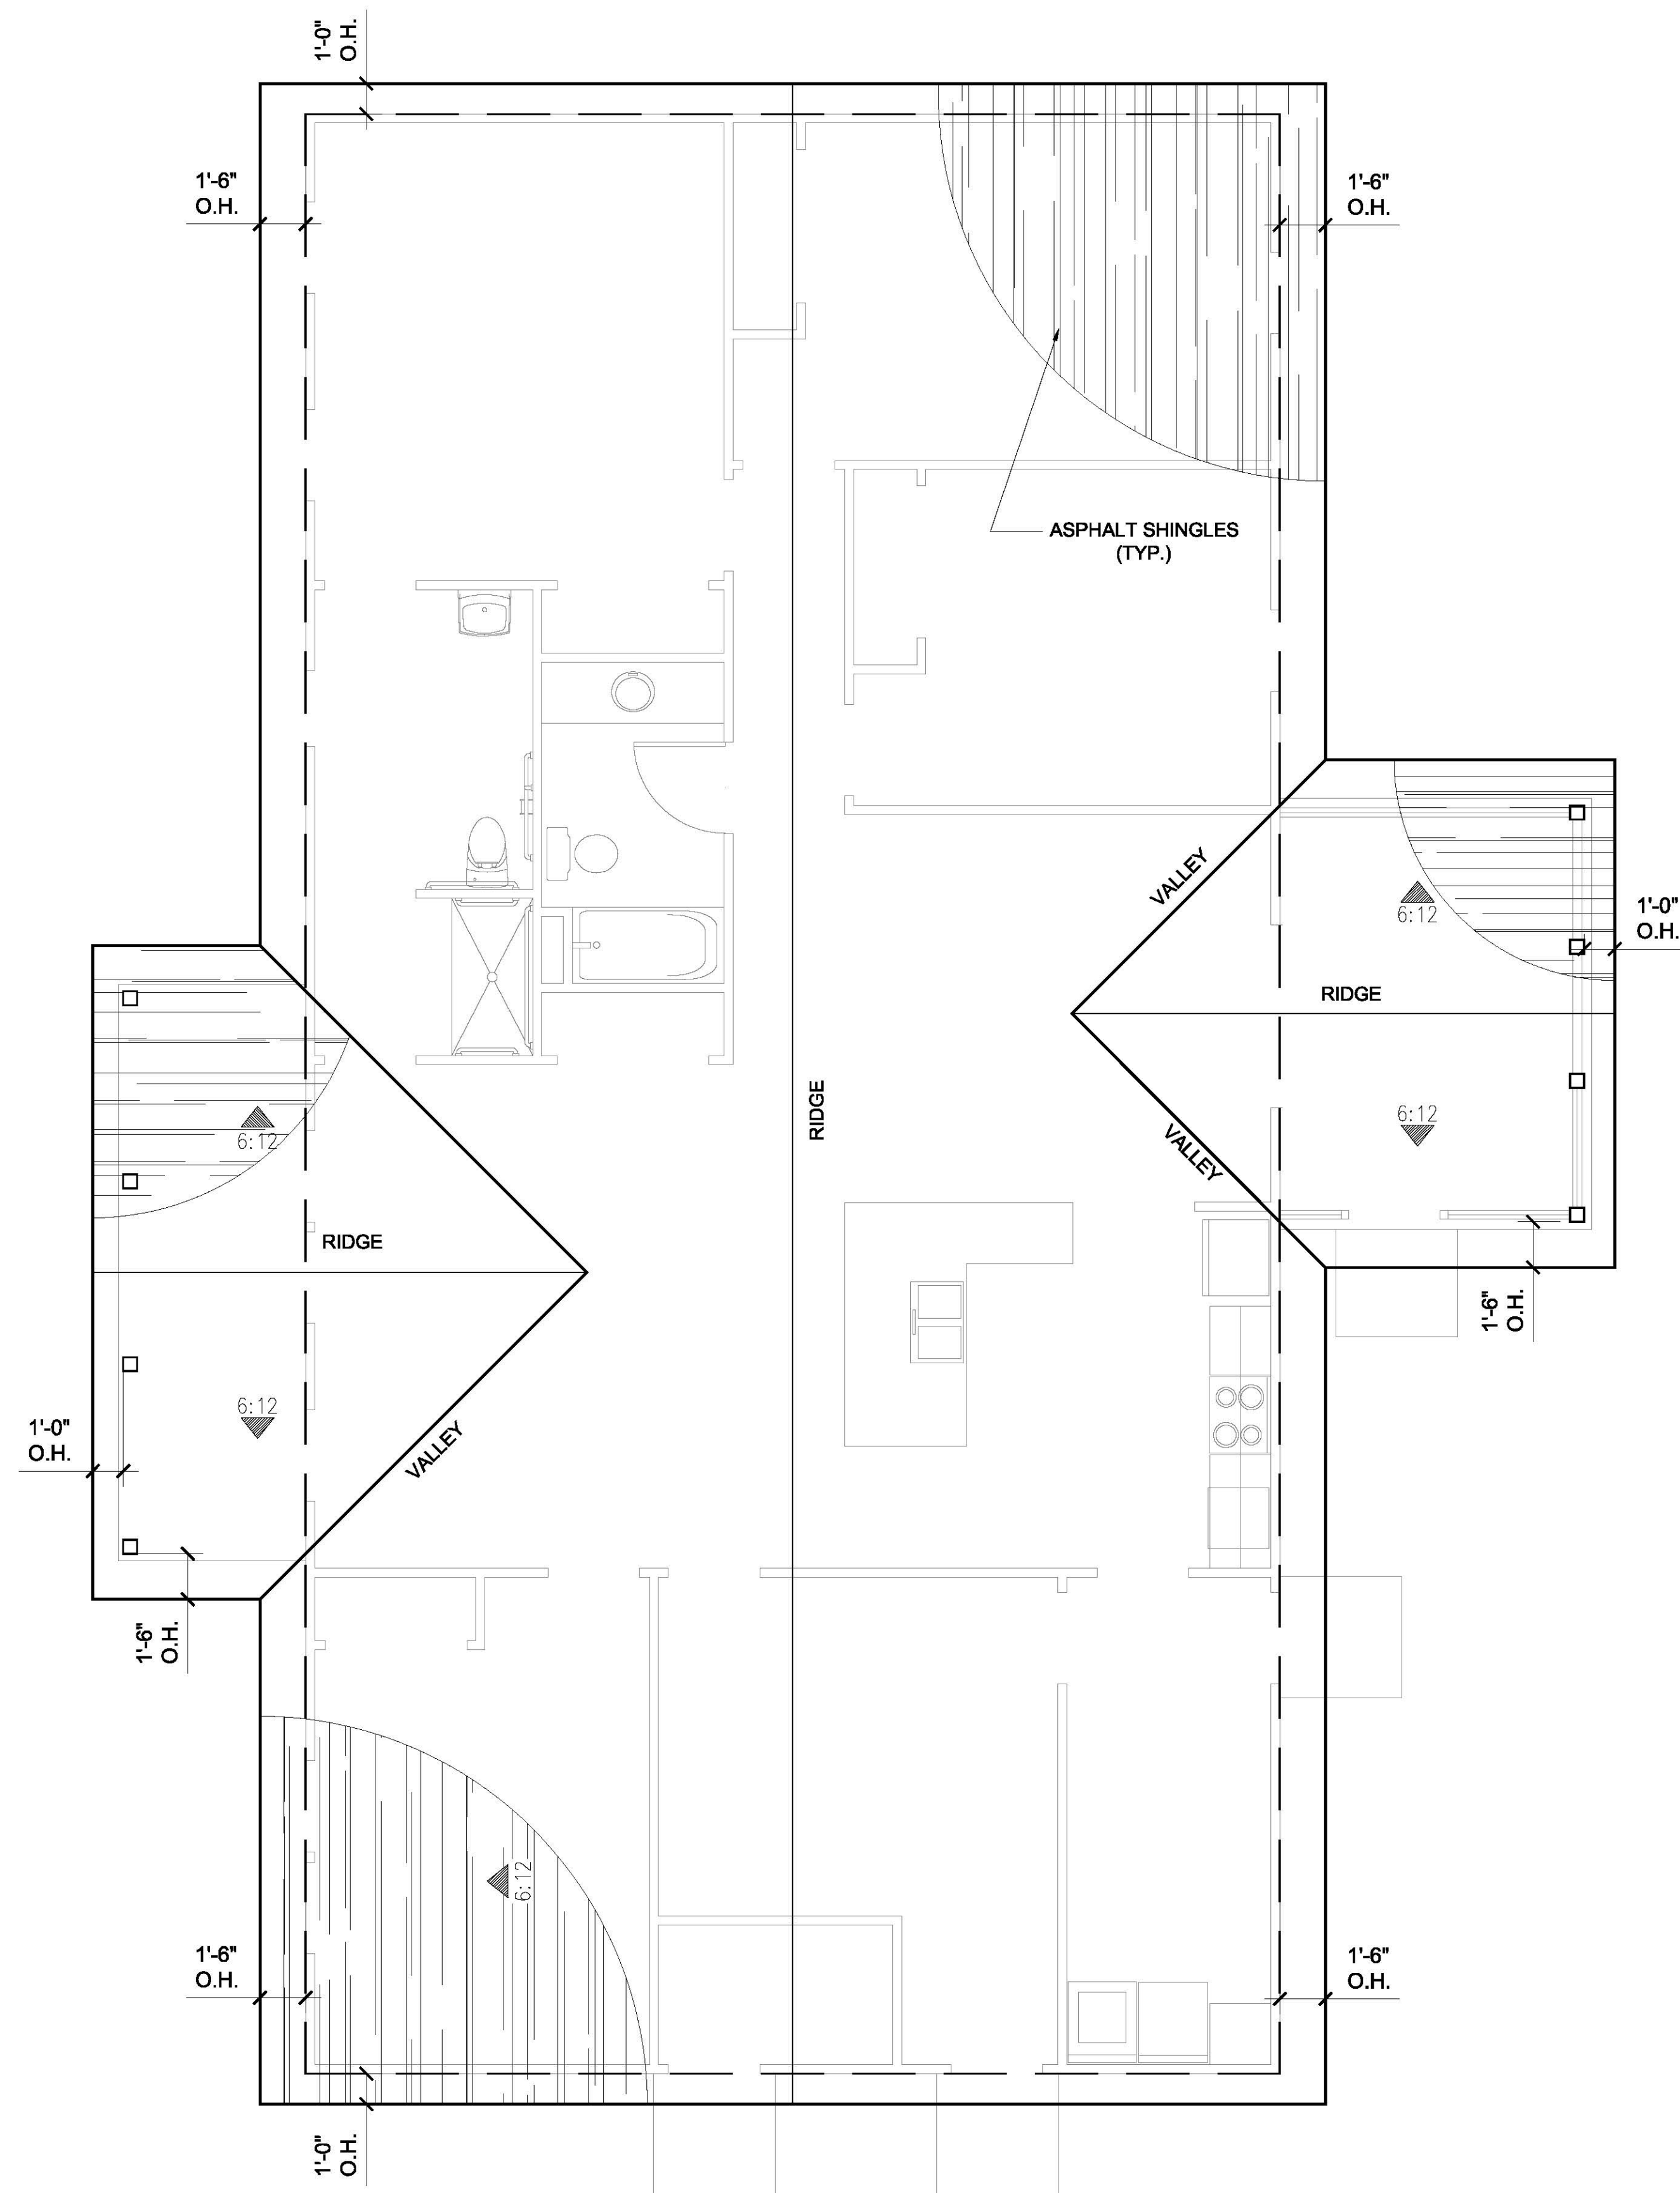 1'-0"
O.H.
1'-6"
O.H.
1'-6"
O.H.
ASPHALT SHINGLES
(TYP.)
VALLEY
6:12
1'-0"
O.H.
RIDGE
RIDGE
6:12
VALLEY
6:12
RIDGE
1'-6"
O.H.
6:12
1'-0"
O.H.
VALLEY
1'-6"
O.H.
6:12
1'-6"
O.H.
1'-6"
O.H.
1'-0"
O.H.